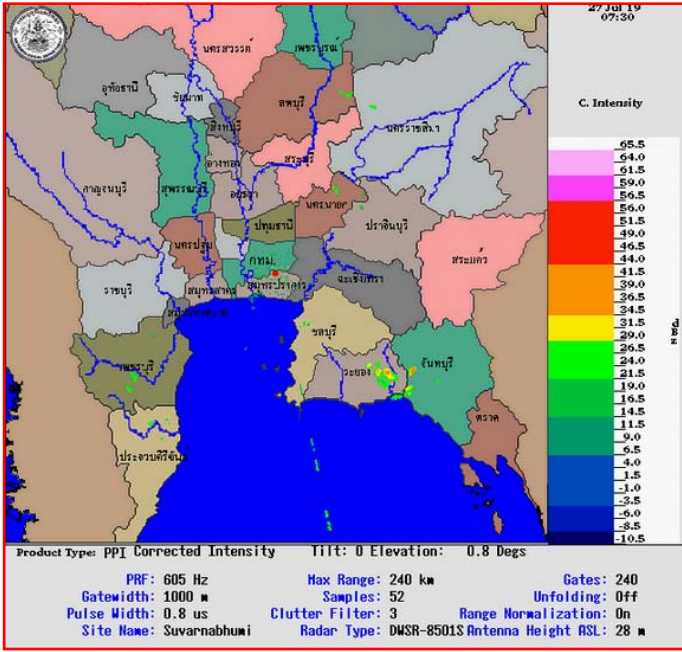 27 Jul 19
07:30
C. Intensity
นครสวรรค์
เพชรบูรณ์
อุทัยธานี
ชัยนาท
ลพบุรี
สิงหบุรี
นครราชสีมา
อ่างทอง
สระบุรี
กาญจนบุรี
สุพรรณบุรี
อยุธยา
นครนายก
ปราจีนบุรี
ปทุมธานี
นครปฐม
กทม.
สระแก้ว
ราชบุรี
สมุทรสาคร
สมุทรปราการ
ฉะเชิงเทรา
ชลบุรี
เพชรบุรี
ระยอง
จันทบุรี
ตราด
ประจวบคีรีขันธ์
65.5
64.0
61.5
59.0
56.5
56.0
51.5
49.0
46.5
44.0
41.5
39.0
36.5
34.0
31.5
29.0
26.5
24.0
21.5
19.0
16.5
14.0
11.5
9.0
6.5
4.0
1.5
-1.0
-3.5
-6.0
-8.5
-10.5
Product Type: PPI Corrected Intensity Tilt: 0 Elevation: 0.8 Degs
PRF: 605 Hz Max Range: 240 km Gates: 240
Gatewidth: 1000 m Samples: 52 Unfolding: Off
Pulse Width: 0.8 us Clutter Filter: 3 Range Normalization: On
Site Name: Suvarnabhumi Radar Type: DWSR-8501S Antenna Height ASL: 28 m